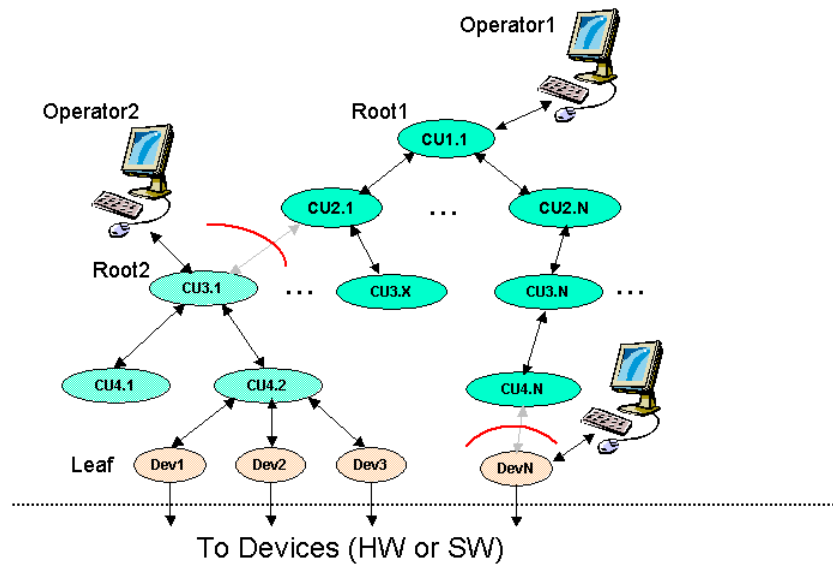 Operator1
Operator2
Root1
CU1.1
CU2.1
...
CU2.N
Root2
CU3.1
...
CU3.X
CU3.N
...
CU4.1
CU4.2
CU4.N
Leaf
Dev1
Dev2
Dev3
DevN
To Devices (HW or SW)